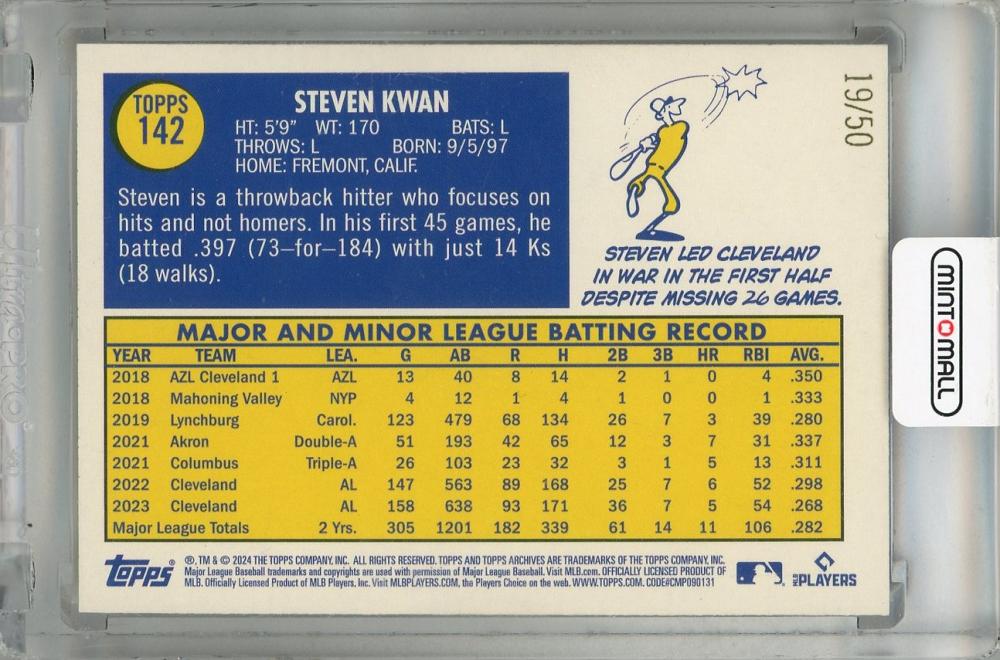 TOPPS
142
STEVEN KWAN
HT: 5'9" WT: 170 BATS: L
THROWS: L BORN: 9/5/97
HOME: FREMONT, CALIF.
Steven is a throwback hitter who focuses on
hits and not homers. In his first 45 games, he
batted .397 (73–for–184) with just 14 Ks
(18 walks).
19/50
STEVEN LED CLEVELAND
IN WAR IN THE FIRST HALF
DESPITE MISSING 26 GAMES.
MINTOMALL
MAJOR AND MINOR LEAGUE BATTING RECORD
YEAR TEAM LEA. G AB R H 2B 3B HR RBI AVG.
2018 AZL Cleveland 1 AZL 13 40 8 14 2 1 0 4 .350
2018 Mahoning Valley NYP 4 12 1 4 1 0 0 1 .333
2019 Lynchburg Carol. 123 479 68 134 26 7 3 39 .280
2021 Akron Double-A 51 193 42 65 12 3 7 31 .337
2021 Columbus Triple-A 26 103 23 32 3 1 5 13 .311
2022 Cleveland AL 147 563 89 168 25 7 6 52 .298
2023 Cleveland AL 158 638 93 171 36 7 5 54 .268
Major League Totals 2 Yrs. 305 1201 182 339 61 14 11 106 .282
Topps® ®, TM & © 2024 THE TOPPS COMPANY, INC. ALL RIGHTS RESERVED. TOPPS AND TOPPS ARCHIVES ARE TRADEMARKS OF THE TOPPS COMPANY, INC.
Major League Baseball trademarks and copyrights are used with permission of Major League Baseball. Visit MLB.com. OFFICIALLY LICENSED PRODUCT OF
MLB. Officially Licensed Product of MLB Players, Inc. Visit MLBPLAYERS.COM, the Players Choice on the web. WWW.TOPPS.COM. CODE#CMP090131
MLB PLAYERS